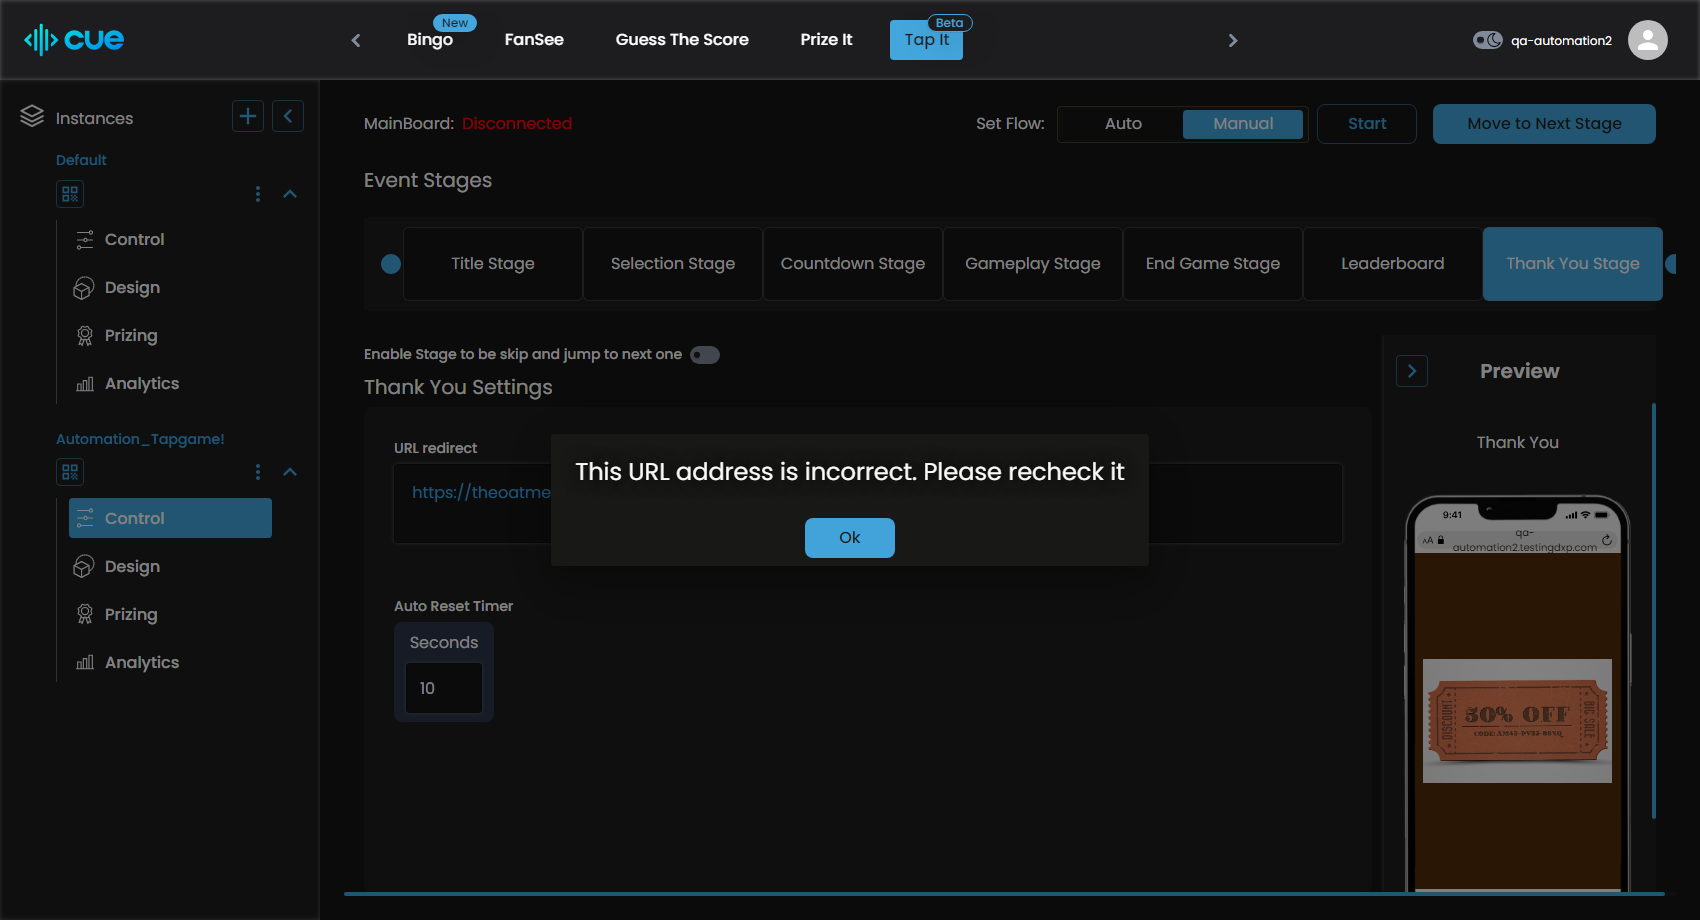 cue
New
Bingo
FanSee
Guess The Score
Prize It
Beta
Tap It
qa-automation2
Instances
Default
Control
Design
Prizing
Analytics
Automation_Tapgame!
Control
Design
Prizing
Analytics
MainBoard: Disconnected
Set Flow:
Auto
Manual
Start
Move to Next Stage
Event Stages
Title Stage
Selection Stage
Countdown Stage
Gameplay Stage
End Game Stage
Leaderboard
Thank You Stage
Enable Stage to be skip and jump to next one
Thank You Settings
URL redirect
https://theoatme
This URL address is incorrect. Please recheck it
Ok
Auto Reset Timer
Seconds
10
Preview
Thank You
9:41
AA
qa-
automation2.testingdxp.com
DISCOUNT
50% OFF
BIG SALE